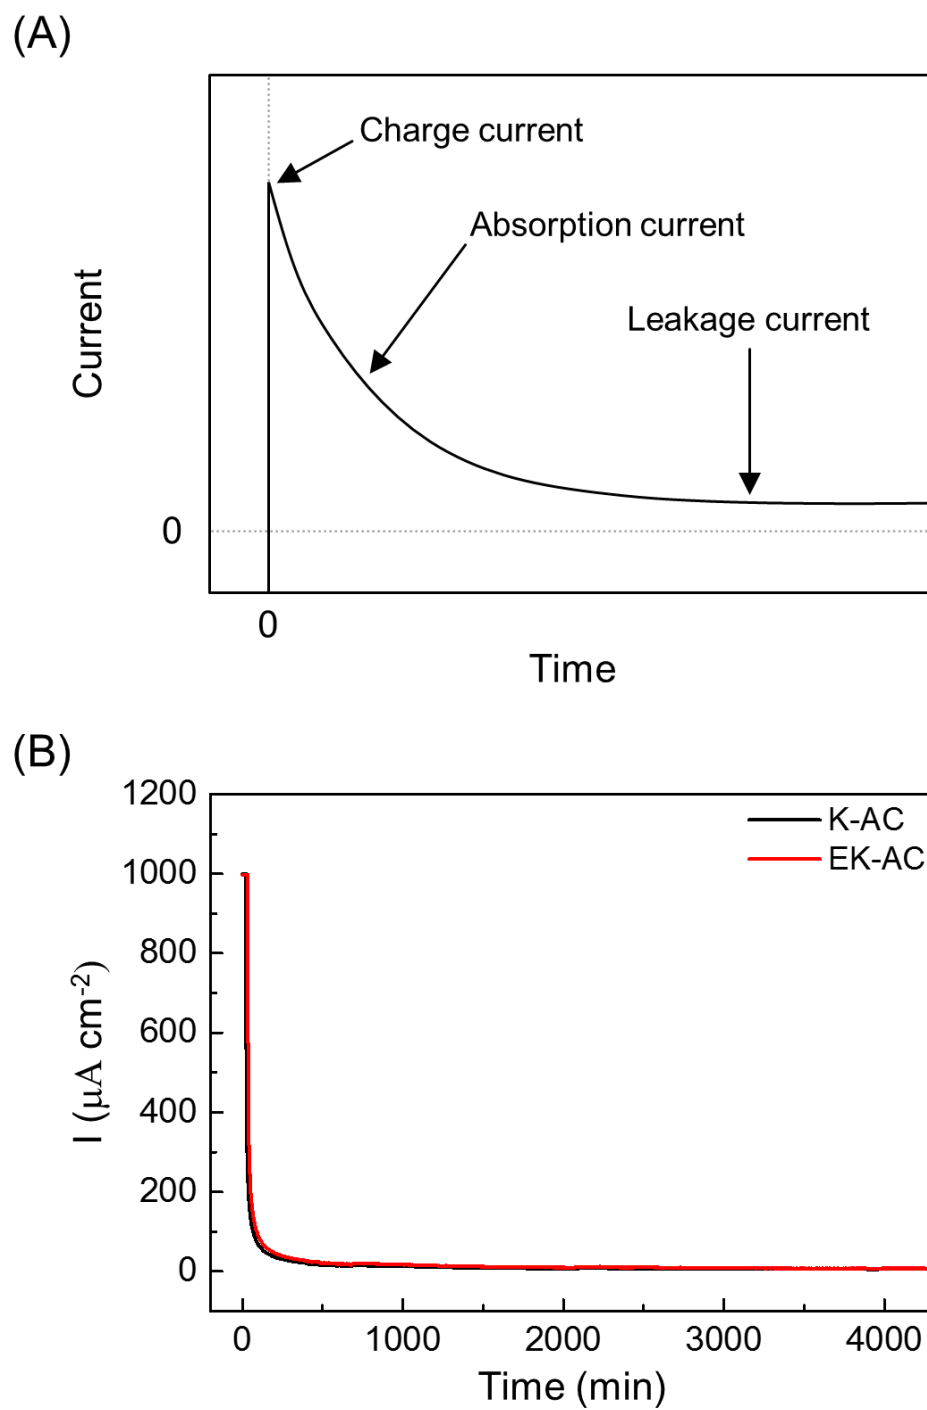 (A)
Charge current
Absorption current
Leakage current
Current
0
0
Time
(B)
1200
1000
800
600
400
200
0
K-AC
EK-AC
I (μA cm-2)
0
1000
2000
3000
4000
Time (min)